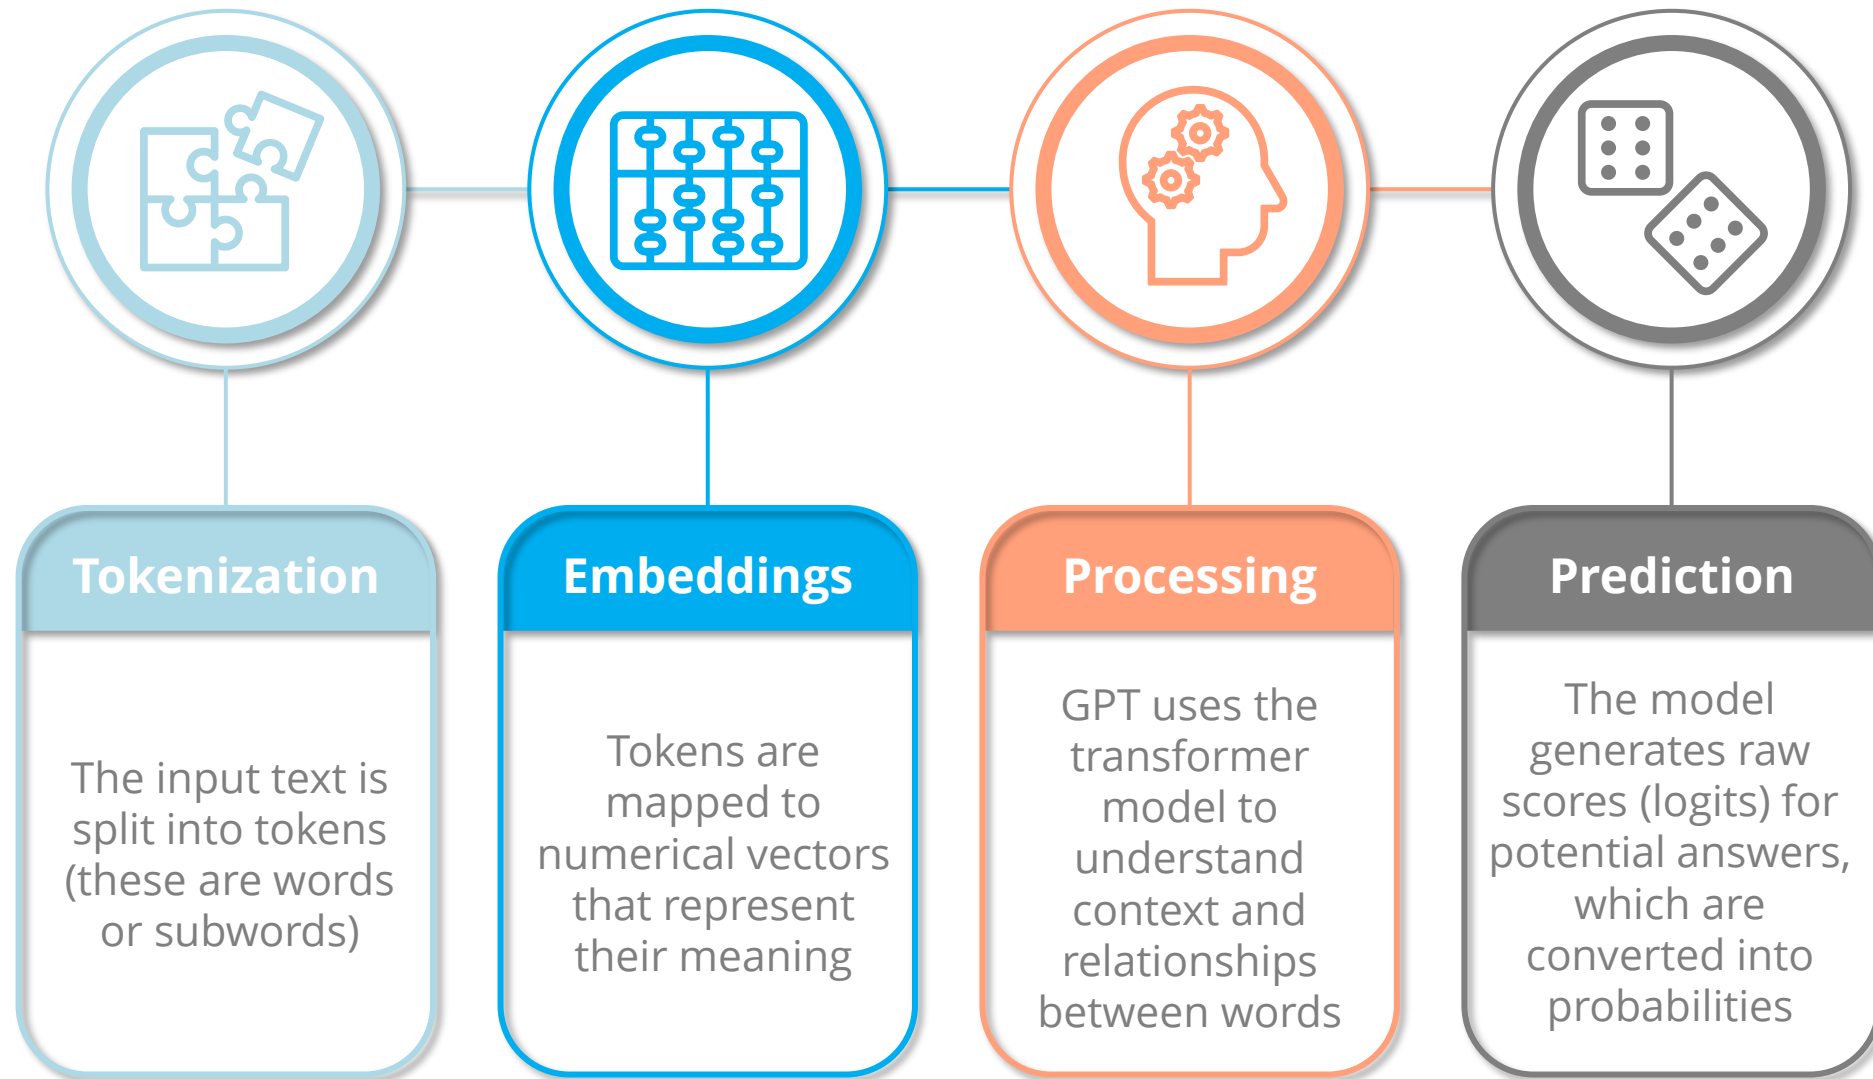 Tokenization
The input text is
split into tokens
(these are words
or subwords)
Embeddings
Tokens are
mapped to
numerical vectors
that represent
their meaning
Processing
GPT uses the
transformer
model to
understand
context and
relationships
between words
Prediction
The model
generates raw
scores (logits) for
potential answers,
which are
converted into
probabilities